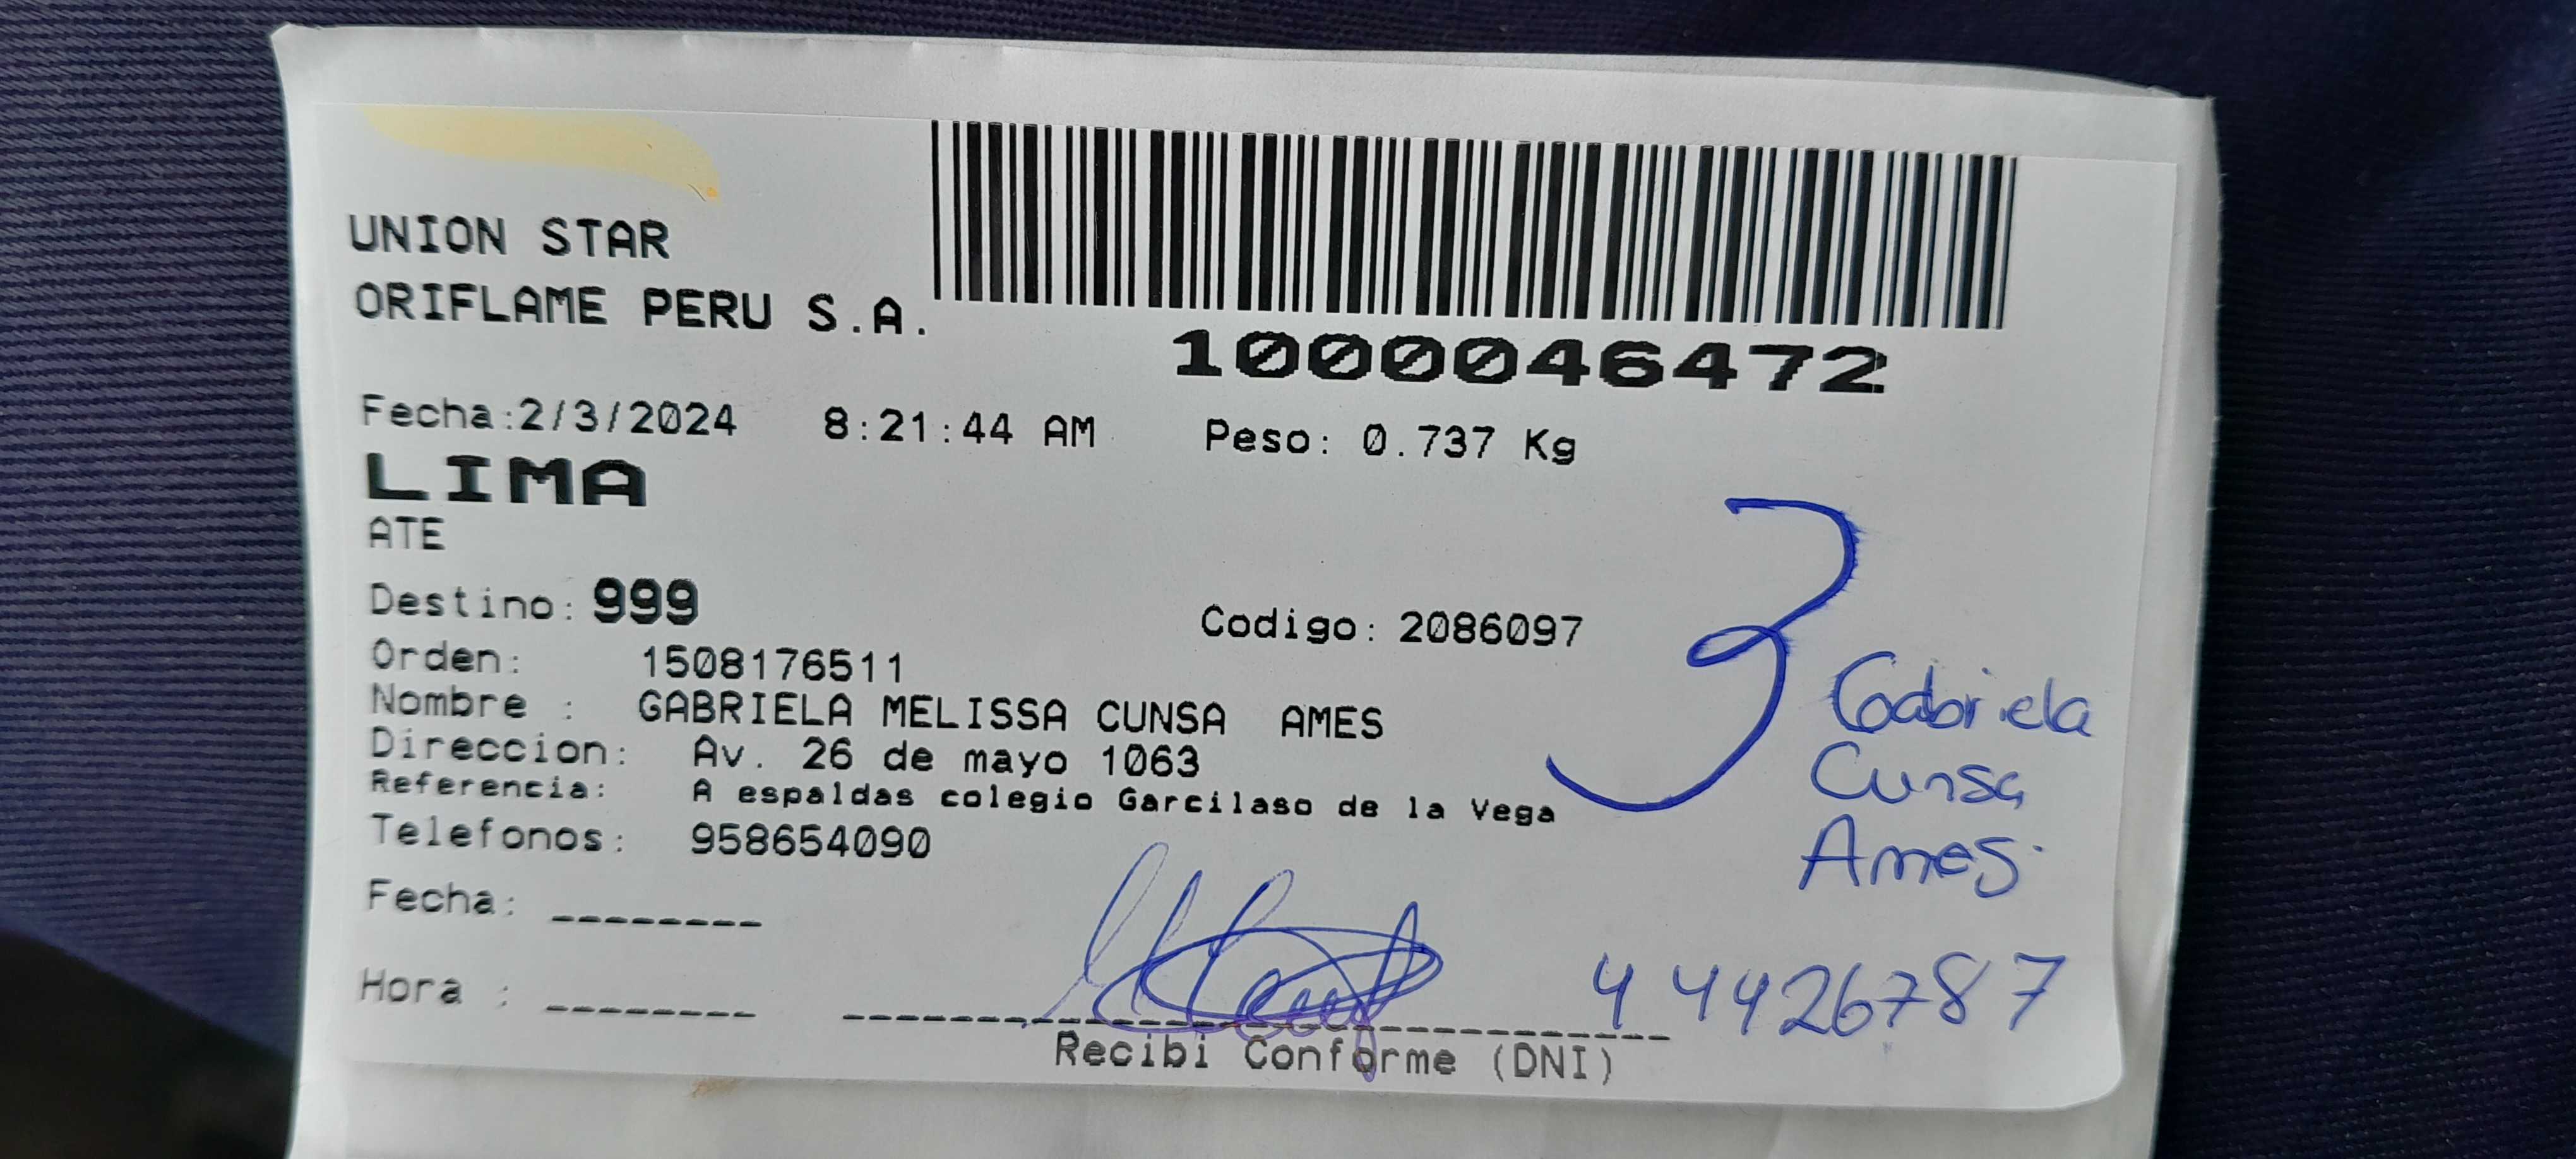 UNION STAR
ORIFLAME PERU S.A.
1000046472
Fecha:2/3/2024 8:21:44 AM Peso: 0.737 Kg
LIMA
ATE
Destino: 999 Codigo: 2086097
Orden: 1508176511
Nombre : GABRIELA MELISSA CUNSA AMES
Direccion: Av. 26 de mayo 1063
Referencia: A espaldas colegio Garcilaso de la Vega
Telefonos: 958654090
3
Gabriela
Cunsa
Ames.
Fecha: --------
Hora : --------
44426787
Recibi Conforme (DNI)